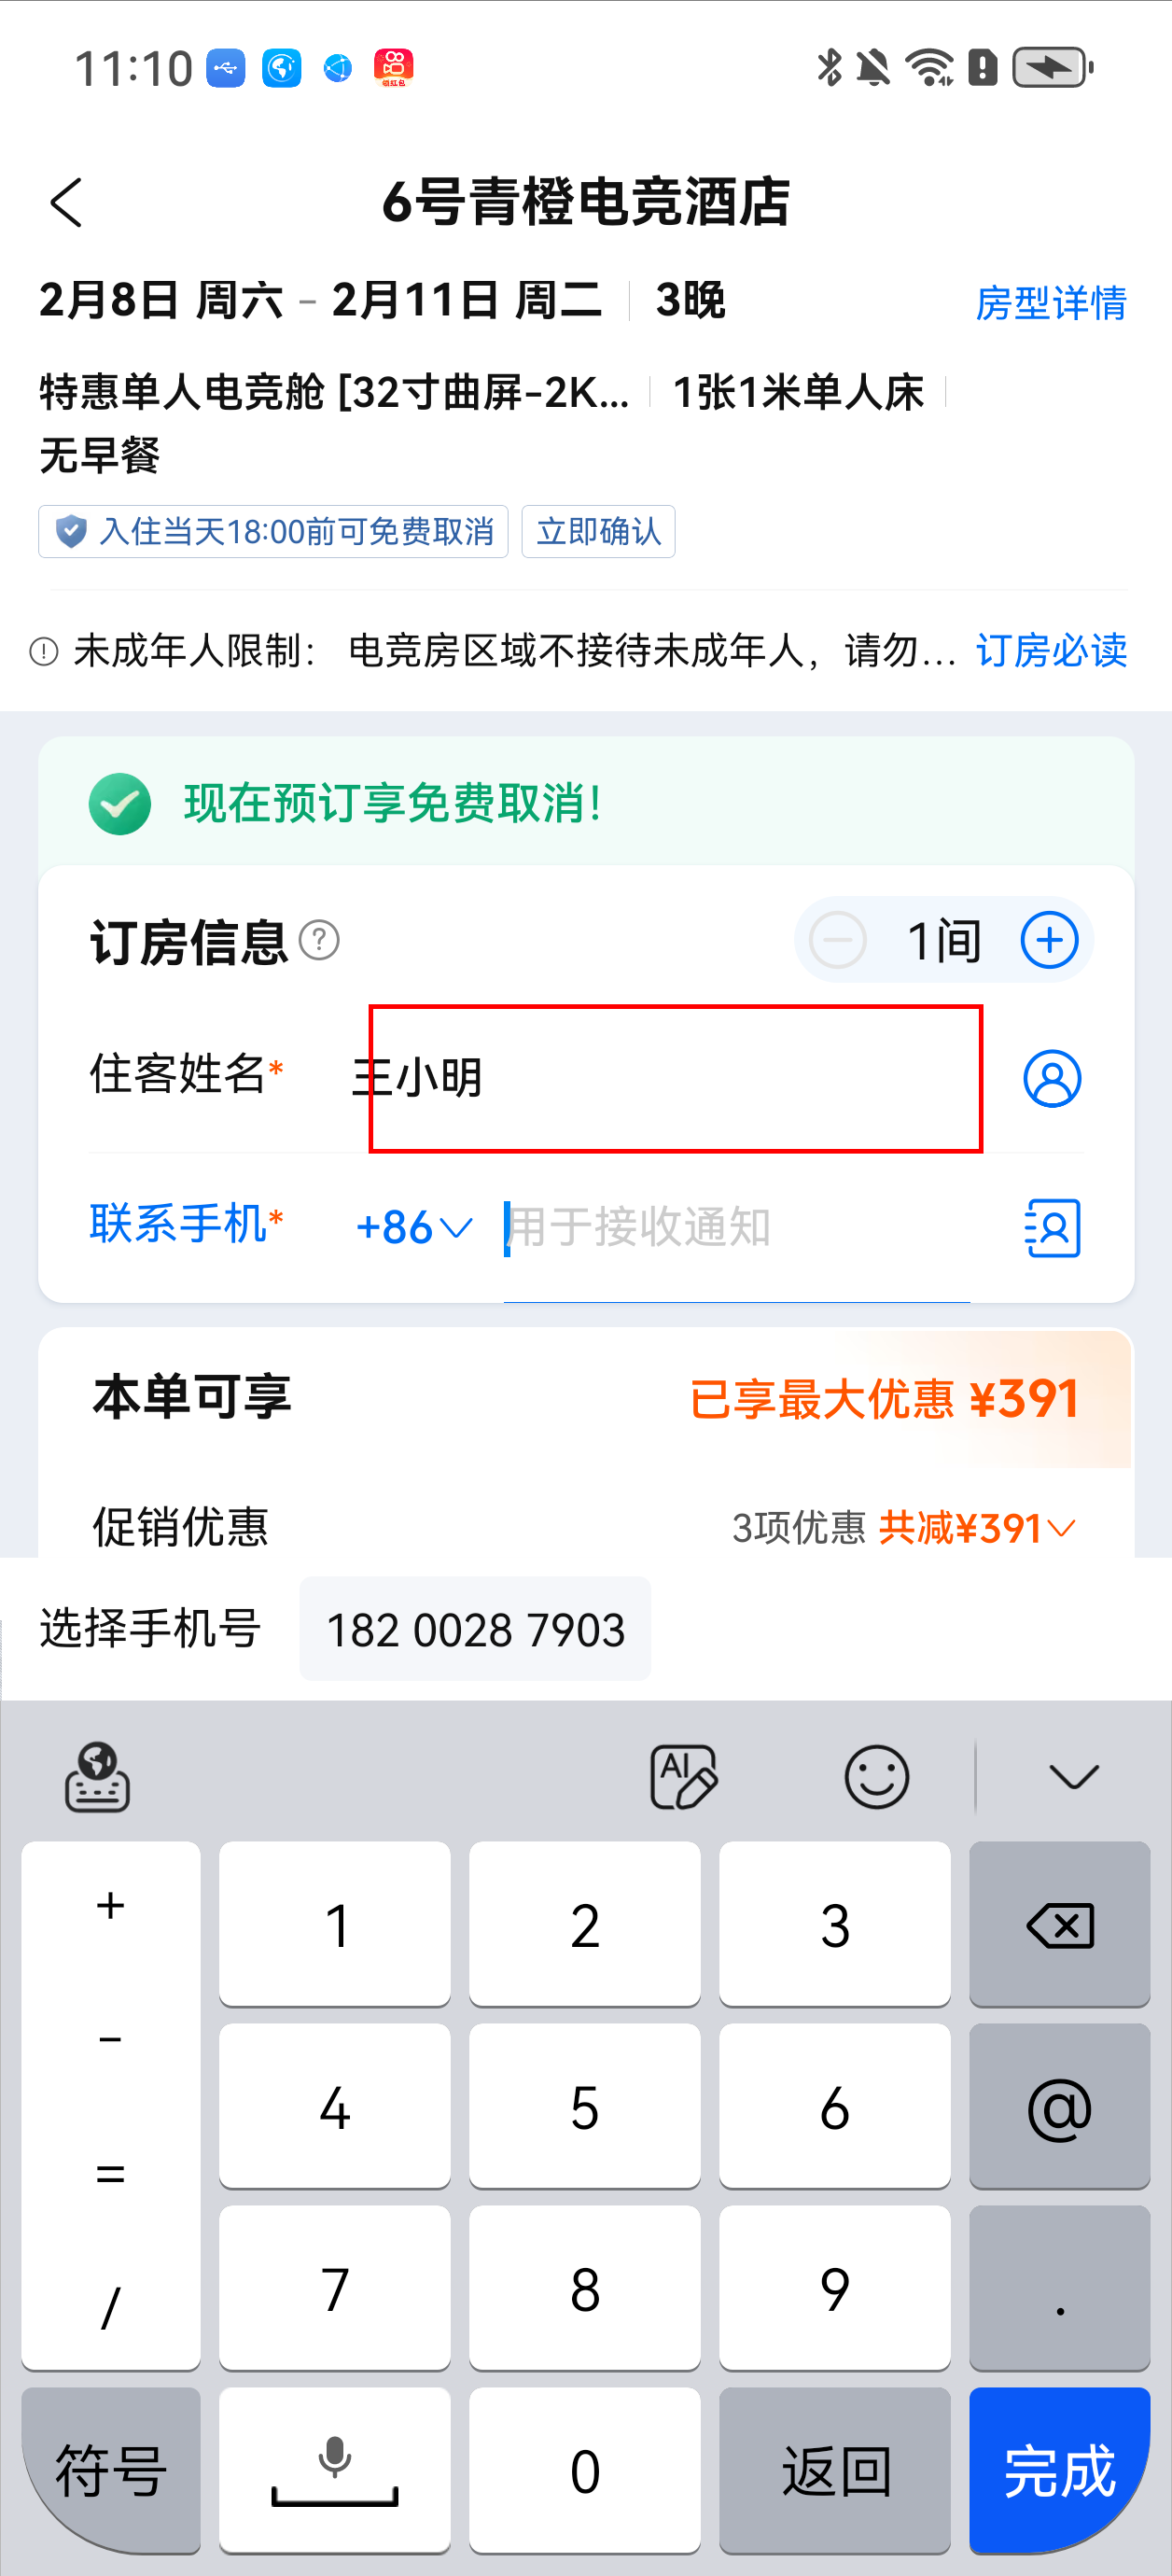 11:10
领红包
6号青橙电竞酒店
2月8日 周六 - 2月11日 周二 3晚 房型详情
特惠单人电竞舱 [32寸曲屏-2K... 1张1米单人床
无早餐
入住当天18:00前可免费取消 立即确认
未成年人限制： 电竞房区域不接待未成年人，请勿... 订房必读
现在预订享免费取消！
订房信息 ? 1间
住客姓名* 王小明
联系手机* +86 用于接收通知
本单可享 已享最大优惠 ¥391
促销优惠 3项优惠 共减¥391
选择手机号 182 0028 7903
AI
+ 1 2 3
- 4 5 6 @
=
/ 7 8 9 .
符号 0 返回 完成